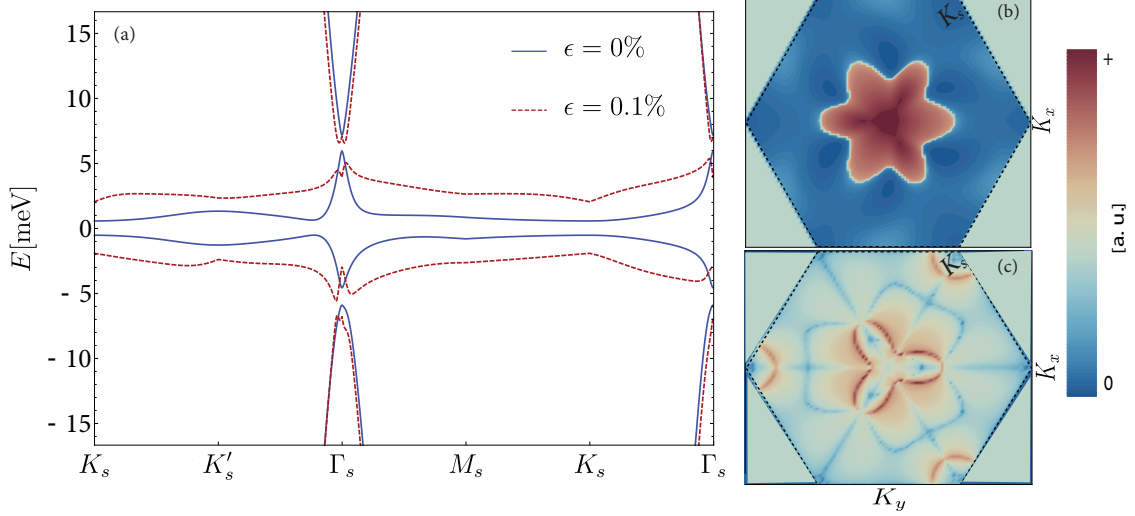 (a)
ϵ = 0%
ϵ = 0.1%
15
10
5
0
- 5
- 10
- 15
E[meV]
K_s
K'_s
Γ_s
M_s
K_s
Γ_s
(b)
K_s
K_x
(c)
K_s
K_x
K_y
+
0
[a. u.]